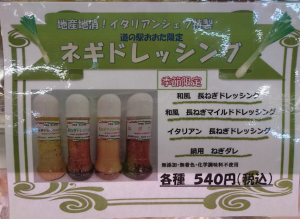 地産地消！イタリアンシェフ特製！
道の駅おおた限定
ネギドレッシング
季節限定
和風 長ねぎドレッシング
和風 長ねぎマイルドドレッシング
イタリアン 長ねぎドレッシング
納用 ねぎダレ
無添加・無着色・化学調味料不使用
各種 540円(税込)